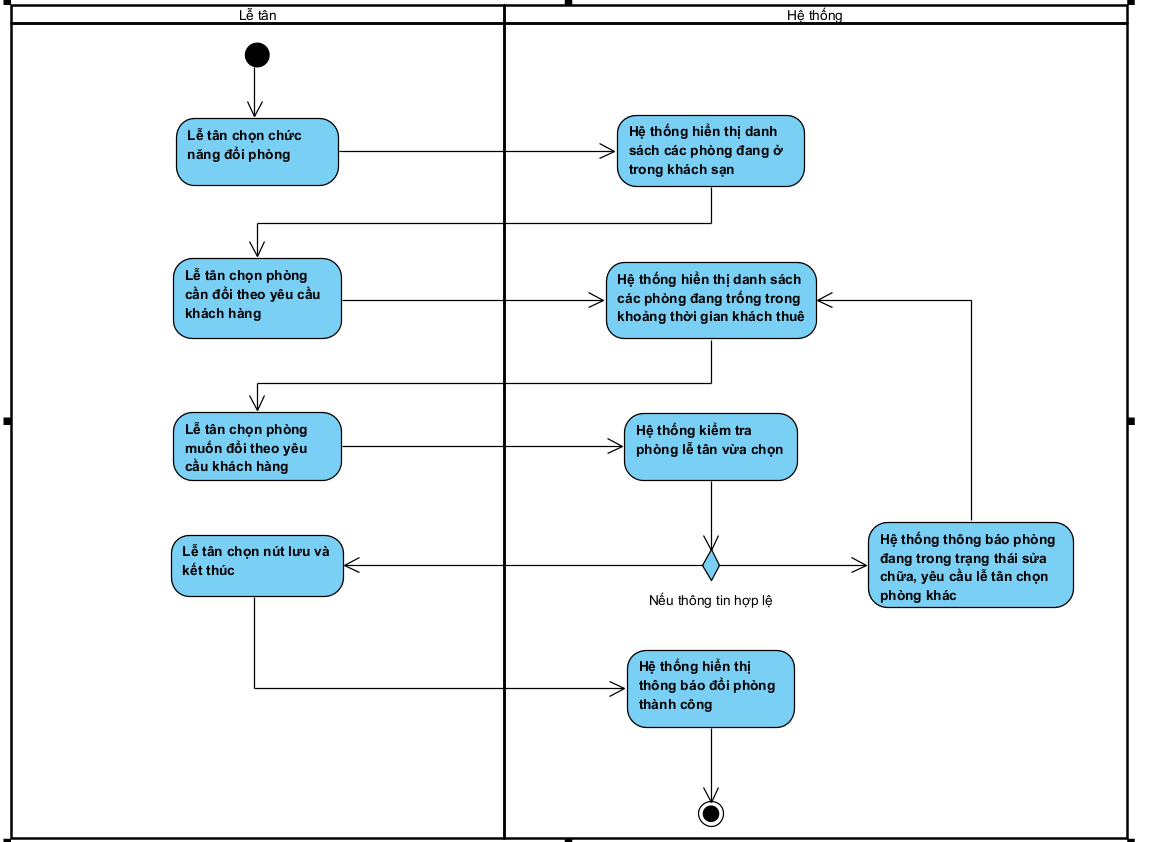 Lễ tân
Hệ thống
Lễ tân chọn chức
năng đổi phòng
Hệ thống hiển thị danh
sách các phòng đang ở
trong khách sạn
Lễ tân chọn phòng
cần đổi theo yêu cầu
khách hàng
Hệ thống hiển thị danh sách
các phòng đang trống trong
khoảng thời gian khách thuê
Lễ tân chọn phòng
muốn đổi theo yêu
cầu khách hàng
Hệ thống kiểm tra
phòng lễ tân vừa chọn
Lễ tân chọn nút lưu và
kết thúc
Hệ thống thông báo phòng
đang trong trạng thái sửa
chữa, yêu cầu lễ tân chọn
phòng khác
Nếu thông tin hợp lệ
Hệ thống hiển thị
thông báo đổi phòng
thành công